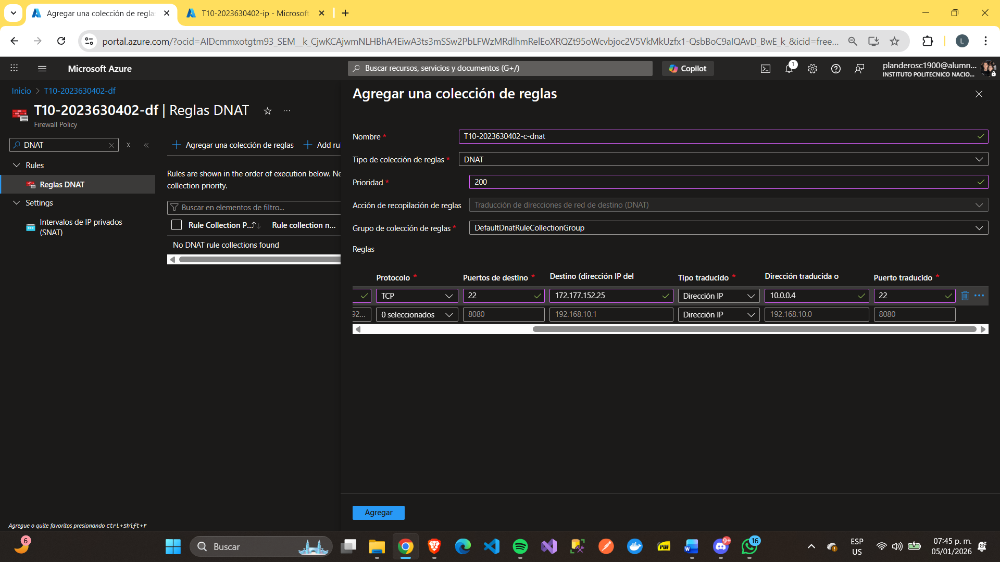 Agregar una colección de regla
T10-2023630402-ip - Microsoft
portal.azure.com/?ocid=AIDcmmxotgtm93_SEM__k_CjwKCAjwmNLHBhA4EiwA3ts3mSSw2PbLFWzMRdlhmRelEoXRQZt95oWcvbjoc2V5VkMkUzfx1-QsbBoC9aIQAvD_BwE_k_&icid=free...
L
Microsoft Azure
Buscar recursos, servicios y documentos (G+/)
Copilot
1
planderosc1900@alumn...
INSTITUTO POLITECNICO NACIO...
Inicio > T10-2023630402-df
T10-2023630402-df | Reglas DNAT
Firewall Policy
DNAT
Rules
Reglas DNAT
Settings
Intervalos de IP privados
(SNAT)
Agregar una colección de reglas
Add ru
Rules are shown in the order of execution below. Ne
collection priority.
Buscar en elementos de filtro...
Rule Collection P...
Rule collection n...
No DNAT rule collections found
Agregar una colección de reglas
Nombre *
T10-2023630402-c-dnat
Tipo de colección de reglas *
DNAT
Prioridad *
200
Acción de recopilación de reglas
Traducción de direcciones de red de destino (DNAT)
Grupo de colección de reglas *
DefaultDnatRuleCollectionGroup
Reglas
Protocolo * Puertos de destino * Destino (dirección IP del Tipo traducido * Dirección traducida o Puerto traducido *
TCP 22 172.177.152.25 Dirección IP 10.0.0.4 22
92... 0 seleccionados 8080 192.168.10.1 Dirección IP 192.168.10.0 8080
Agregar
Agregue o quite favoritos presionando Ctrl+Shift+F
6
Buscar
PDF
9+
16
ESP
US
07:45 p. m.
05/01/2026